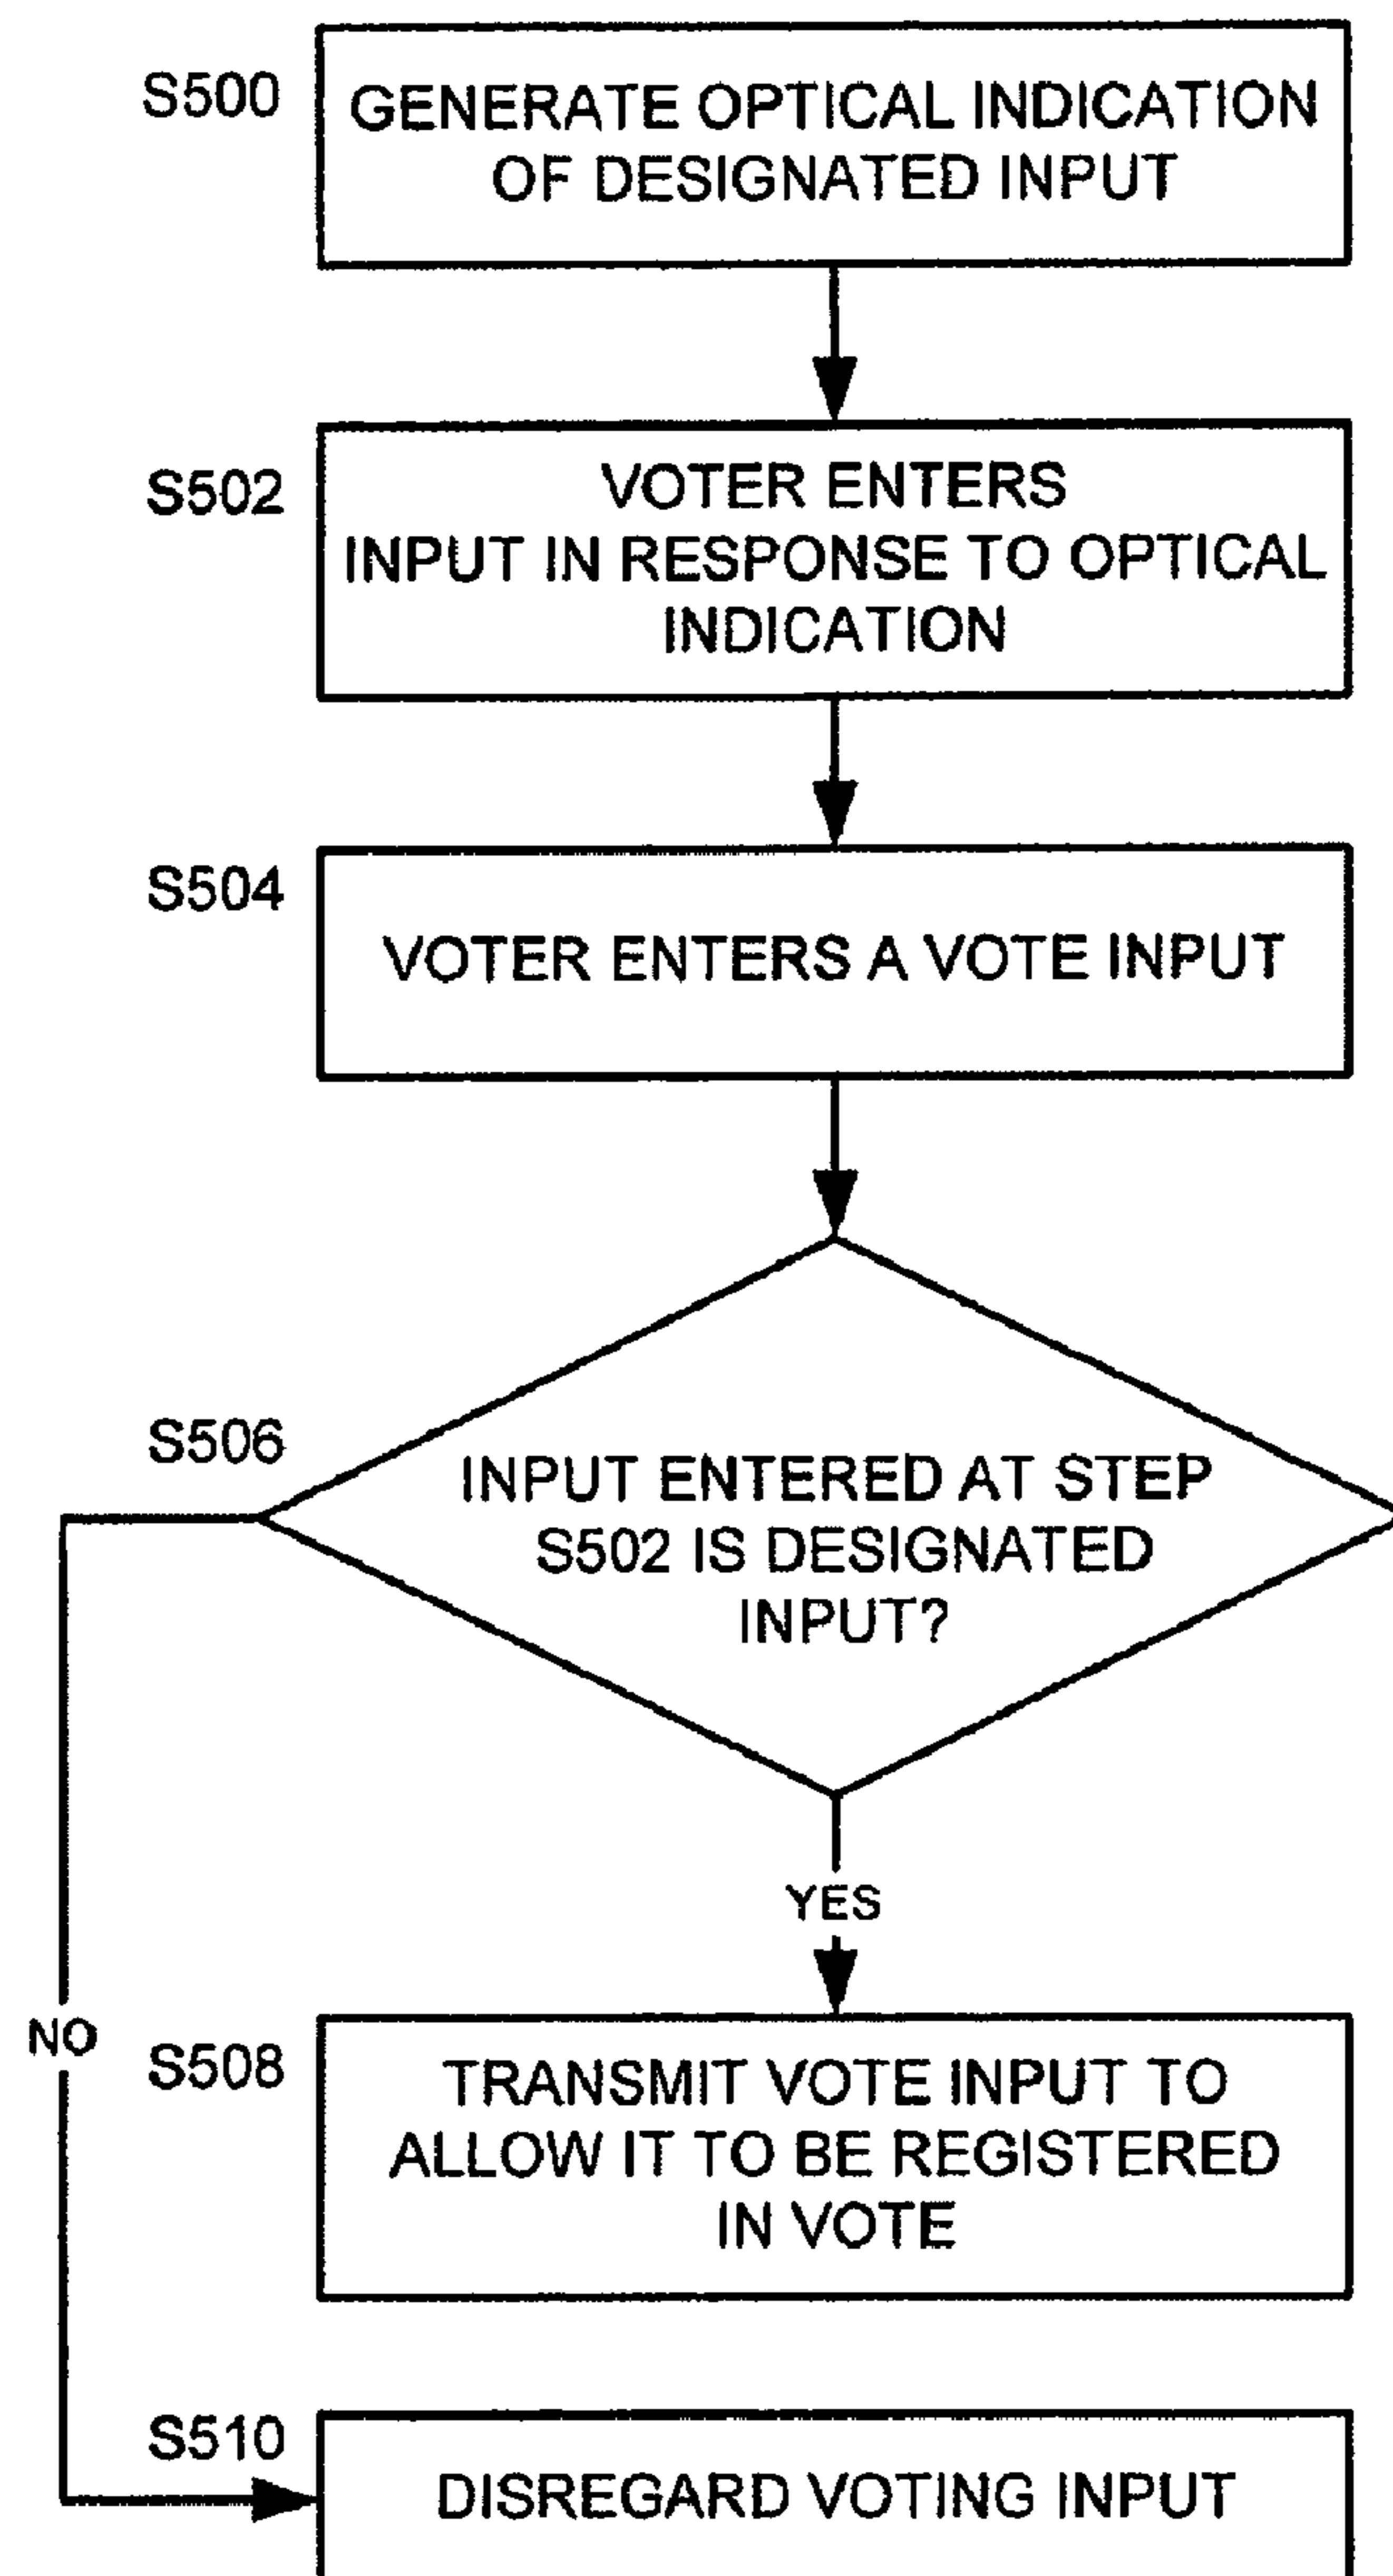 S500
GENERATE OPTICAL INDICATION
OF DESIGNATED INPUT
S502
VOTER ENTERS
INPUT IN RESPONSE TO OPTICAL
INDICATION
S504
VOTER ENTERS A VOTE INPUT
S506
INPUT ENTERED AT STEP
S502 IS DESIGNATED
INPUT?
YES
NO
S508
TRANSMIT VOTE INPUT TO
ALLOW IT TO BE REGISTERED
IN VOTE
S510
DISREGARD VOTING INPUT